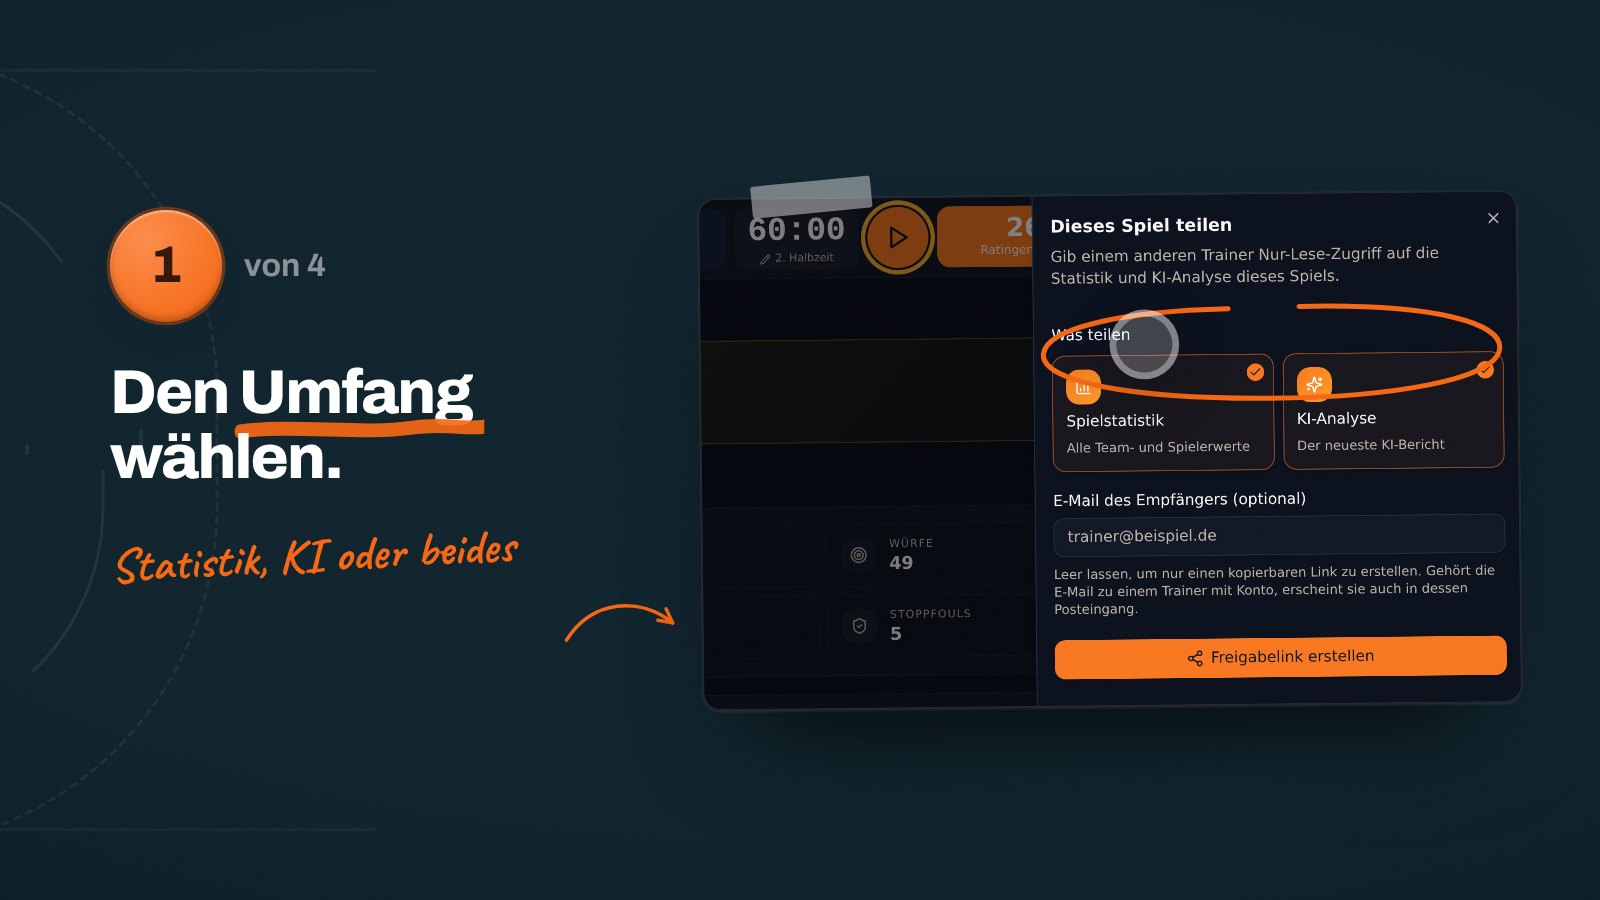 1
von 4
Den Umfang
wählen.
Statistik, KI oder beides
60:00
2. Halbzeit
26
Dieses Spiel teilen
Gib einem anderen Trainer Nur-Lese-Zugriff auf die
Statistik und KI-Analyse dieses Spiels.
Was teilen
Spielstatistik
Alle Team- und Spielerwerte
KI-Analyse
Der neueste KI-Bericht
E-Mail des Empfängers (optional)
trainer@beispiel.de
Leer lassen, um nur einen kopierbaren Link zu erstellen. Gehört die
E-Mail zu einem Trainer mit Konto, erscheint sie auch in dessen
Posteingang.
Freigabelink erstellen
WÜRFE
49
STOPPFOULS
5